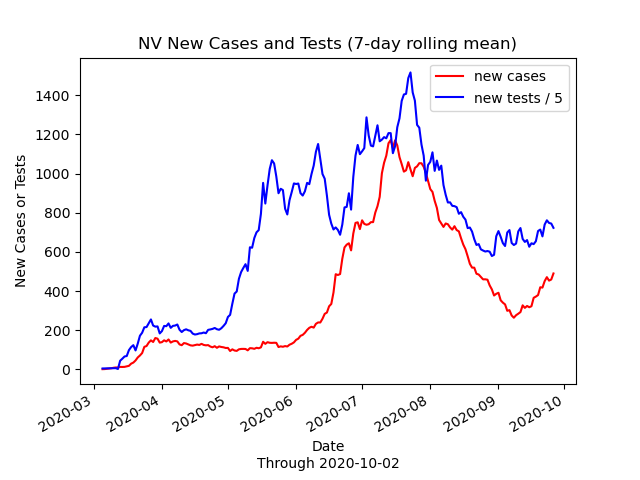 NV New Cases and Tests (7-day rolling mean)
new cases
new tests / 5
New Cases or Tests
1400
1200
1000
800
600
400
200
0
2020-03
2020-04
2020-05
2020-06
2020-07
2020-08
2020-09
2020-10
Date
Through 2020-10-02